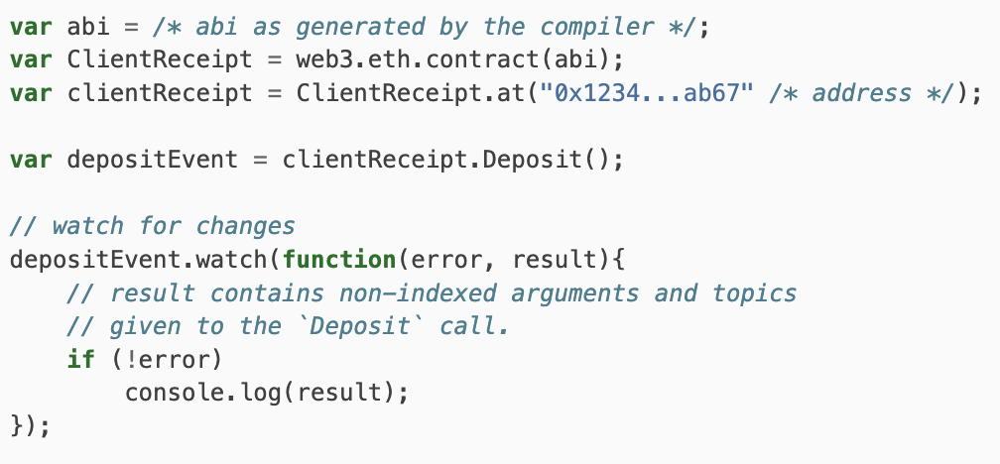 var abi = /* abi as generated by the compiler */;
var ClientReceipt = web3.eth.contract(abi);
var clientReceipt = ClientReceipt.at("0x1234...ab67" /* address */);
var depositEvent = clientReceipt.Deposit();
// watch for changes
depositEvent.watch(function(error, result){
// result contains non-indexed arguments and topics
// given to the `Deposit` call.
if (!error)
console.log(result);
});